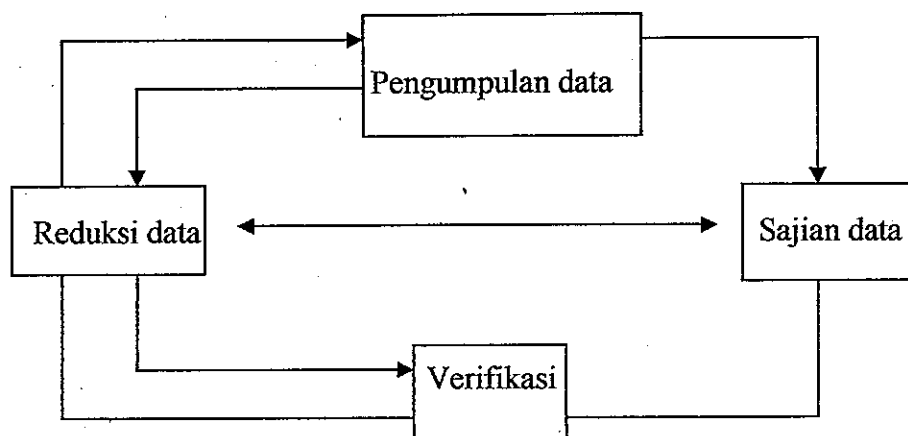 Pengumpulan data
Reduksi data
Sajian data
Verifikasi